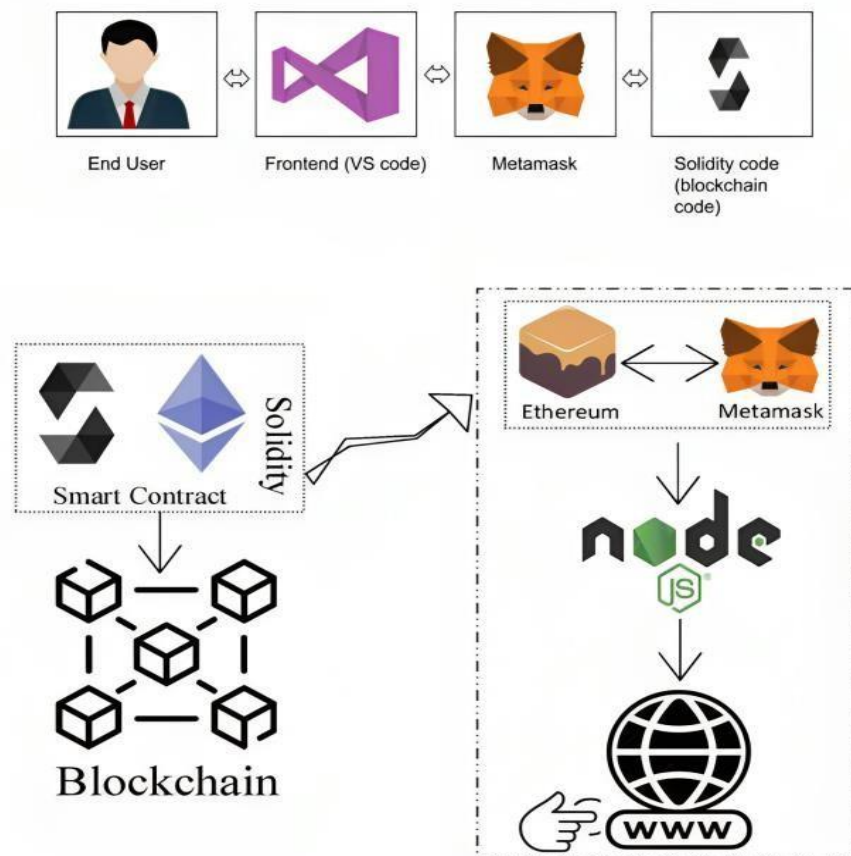 End User
Frontend (VS code)
Metamask
Solidity code
(blockchain
code)
Solidity
Smart Contract
Blockchain
Ethereum
Metamask
node
JS
www